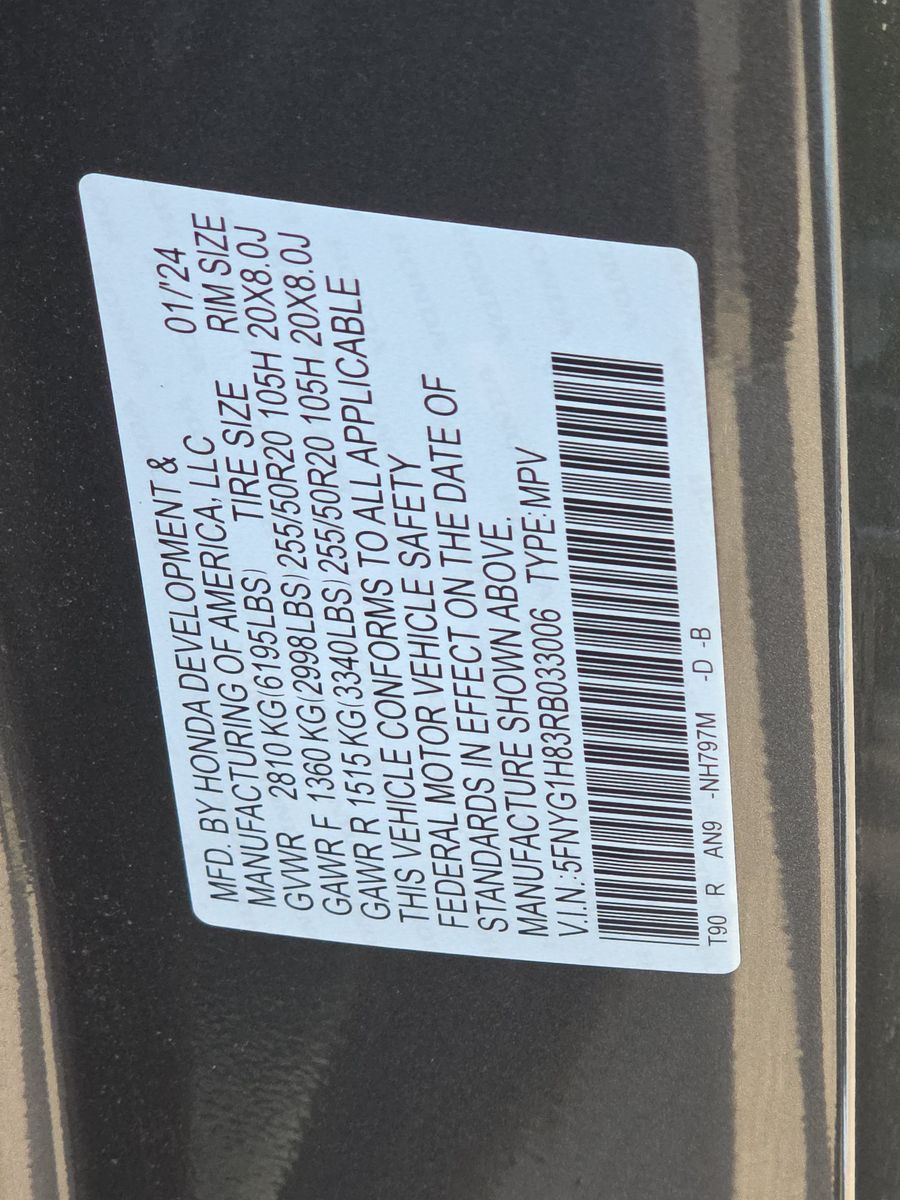 MFD. BY HONDA DEVELOPMENT &
MANUFACTURING OF AMERICA, LLC 01/'24
GVWR 2810 KG(6195LBS) TIRE SIZE RIM SIZE
GAWR F 1360 KG(2998LBS) 255/50R20 105H 20X8.0J
GAWR R 1515 KG(3340LBS) 255/50R20 105H 20X8.0J
THIS VEHICLE CONFORMS TO ALL APPLICABLE
FEDERAL MOTOR VEHICLE SAFETY
STANDARDS IN EFFECT ON THE DATE OF
MANUFACTURE SHOWN ABOVE.
V.I.N.:5FNYG1H83RB033006 TYPE:MPV
T90 R AN9 -NH797M -D -B